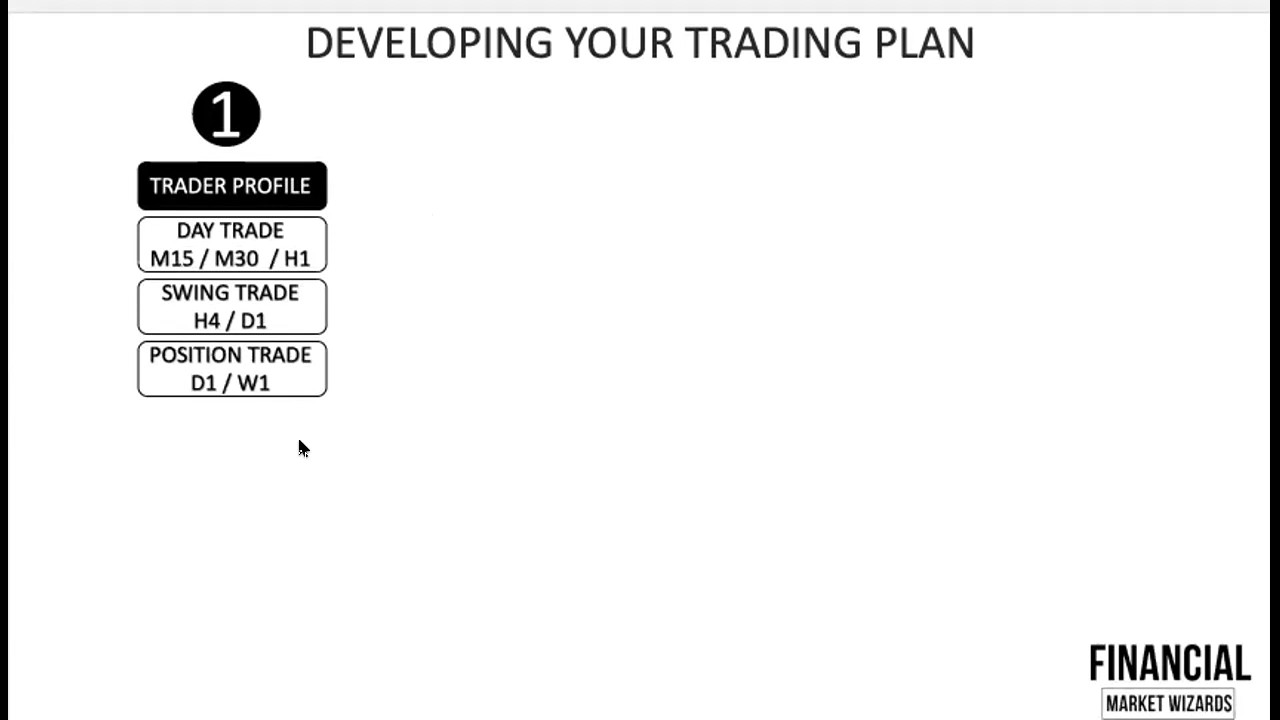 DEVELOPING YOUR TRADING PLAN
1
TRADER PROFILE
DAY TRADE
M15 / M30 / H1
SWING TRADE
H4 / D1
POSITION TRADE
D1 / W1
FINANCIAL
MARKET WIZARDS